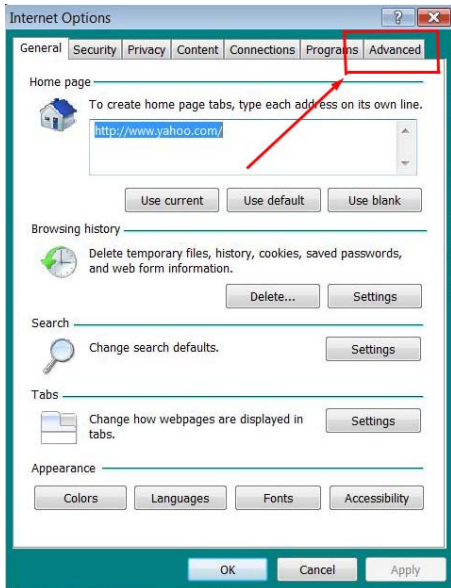 Internet Options
General Security Privacy Content Connections Programs Advanced
Home page
To create home page tabs, type each address on its own line.
http://www.yahoo.com/
Use current Use default Use blank
Browsing history
Delete temporary files, history, cookies, saved passwords,
and web form information.
Delete... Settings
Search
Change search defaults. Settings
Tabs
Change how webpages are displayed in
tabs.
Settings
Appearance
Colors Languages Fonts Accessibility
OK Cancel Apply